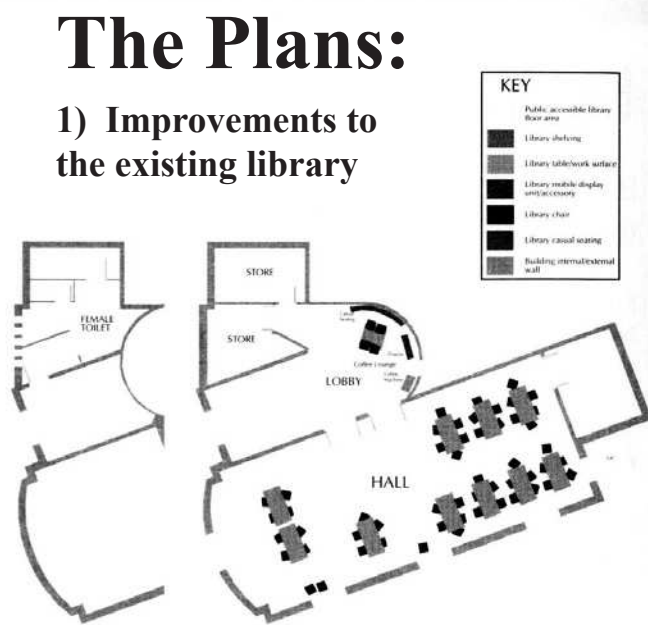 The Plans:
1) Improvements to
the existing library
KEY
Public accessible library
floor area
Library shelving
Library table/work surface
Library mobile display
unit/accessory
Library chair
Library casual seating
Building internal/external
wall
FEMALE
TOILET
STORE
STORE
Coffee Lounge
LOBBY
HALL